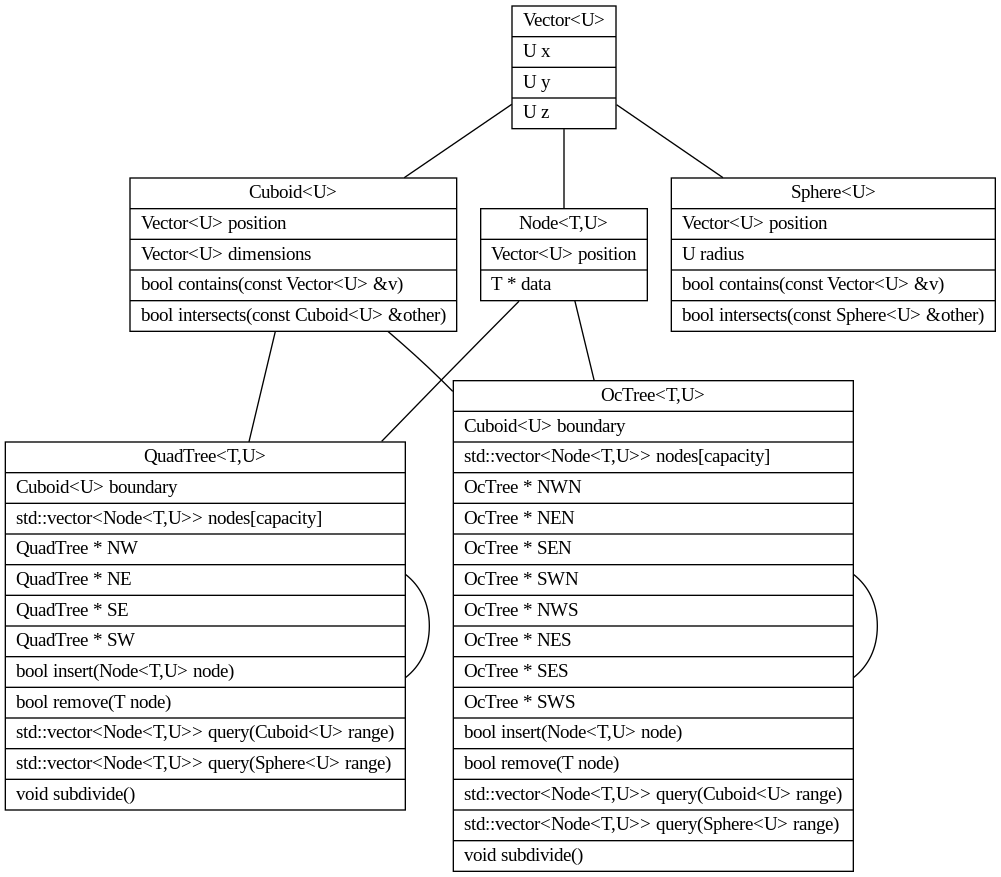 Vector<U>
U x
U y
U z
Cuboid<U>
Vector<U> position
Vector<U> dimensions
bool contains(const Vector<U> &v)
bool intersects(const Cuboid<U> &other)
Node<T,U>
Vector<U> position
T * data
Sphere<U>
Vector<U> position
U radius
bool contains(const Vector<U> &v)
bool intersects(const Sphere<U> &other)
QuadTree<T,U>
Cuboid<U> boundary
std::vector<Node<T,U>> nodes[capacity]
QuadTree * NW
QuadTree * NE
QuadTree * SE
QuadTree * SW
bool insert(Node<T,U> node)
bool remove(T node)
std::vector<Node<T,U>> query(Cuboid<U> range)
std::vector<Node<T,U>> query(Sphere<U> range)
void subdivide()
OcTree<T,U>
Cuboid<U> boundary
std::vector<Node<T,U>> nodes[capacity]
OcTree * NWN
OcTree * NEN
OcTree * SEN
OcTree * SWN
OcTree * NWS
OcTree * NES
OcTree * SES
OcTree * SWS
bool insert(Node<T,U> node)
bool remove(T node)
std::vector<Node<T,U>> query(Cuboid<U> range)
std::vector<Node<T,U>> query(Sphere<U> range)
void subdivide()